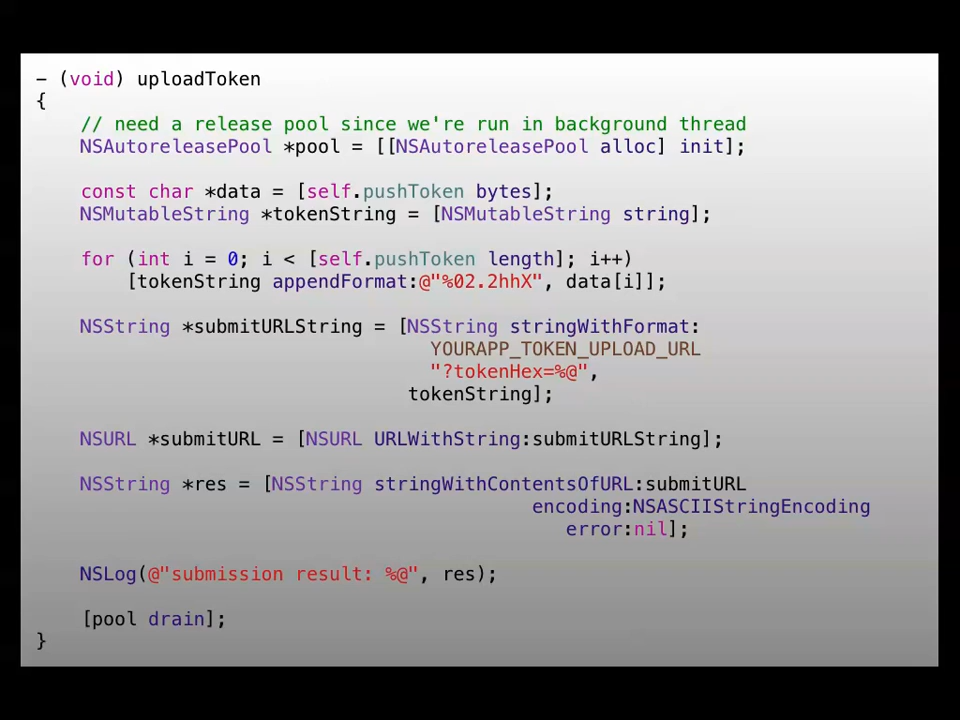 - (void) uploadToken
{
// need a release pool since we're run in background thread
NSAutoreleasePool *pool = [[NSAutoreleasePool alloc] init];
const char *data = [self.pushToken bytes];
NSMutableString *tokenString = [NSMutableString string];
for (int i = 0; i < [self.pushToken length]; i++)
[tokenString appendFormat:@"%02.2hhX", data[i]];
NSString *submitURLString = [NSString stringWithFormat:
YOURAPP_TOKEN_UPLOAD_URL
"?tokenHex=%@",
tokenString];
NSURL *submitURL = [NSURL URLWithString:submitURLString];
NSString *res = [NSString stringWithContentsOfURL:submitURL
encoding:NSASCIIStringEncoding
error:nil];
NSLog(@"submission result: %@", res);
[pool drain];
}